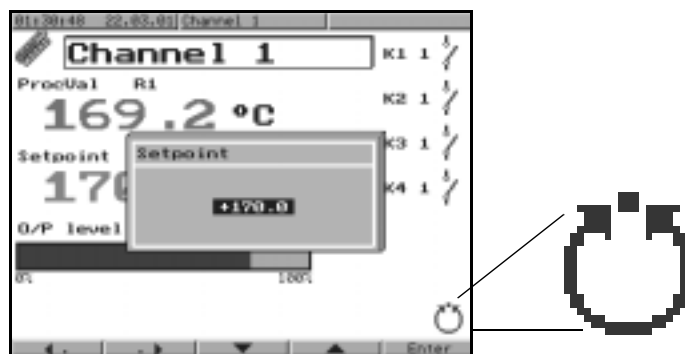 01:30:48 22.03.01 Channel 1
Channel 1
K1 1
ProcVal R1
K2 1
169.2 °C
K3 1
Setpoint
Setpoint
170
K4 1
+170.0
O/P level
0% 100%
Enter